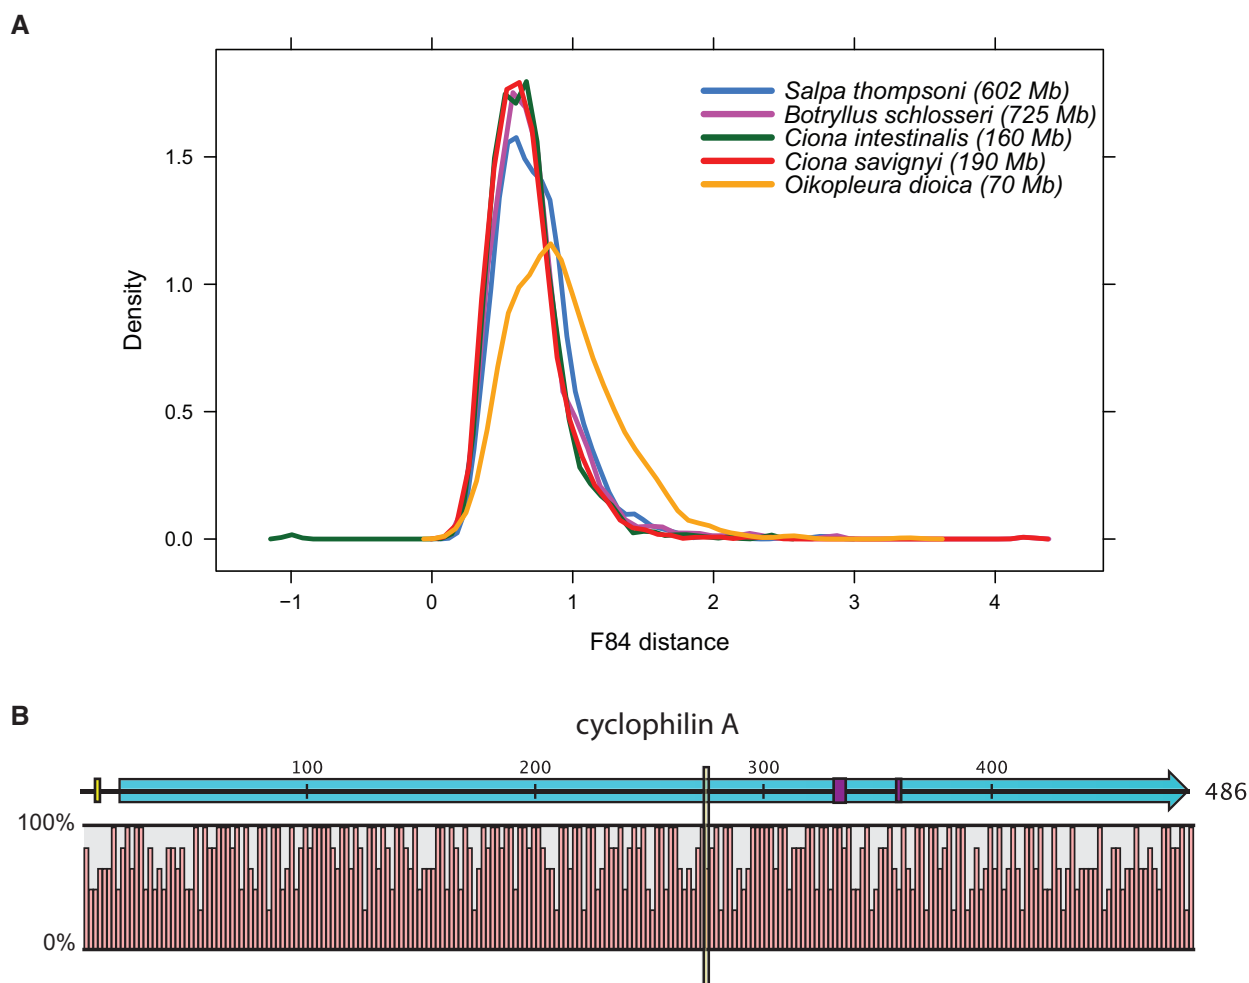 A
Salpa thompsoni (602 Mb)
Botryllus schlosseri (725 Mb)
Ciona intestinalis (160 Mb)
Ciona savignyi (190 Mb)
Oikopleura dioica (70 Mb)
1.5
1.0
0.5
0.0
Density
−1 0 1 2 3 4
F84 distance
B
cyclophilin A
100 200 300 400
486
100%
0%